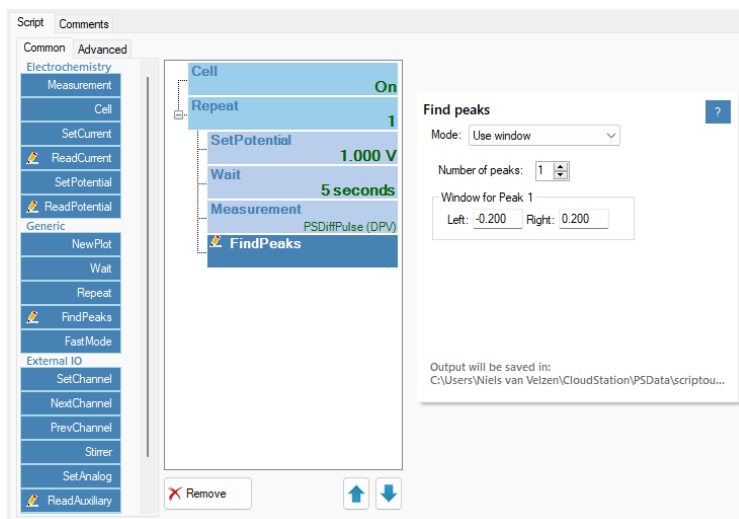 Script Comments
Common Advanced
Electrochemistry
Measurement
Cell
SetCurrent
ReadCurrent
SetPotential
ReadPotential
Generic
NewPlot
Wait
Repeat
FindPeaks
FastMode
External IO
SetChannel
NextChannel
PrevChannel
Stirrer
SetAnalog
ReadAuxiliary
Cell
On
Repeat
1
SetPotential
1.000 V
Wait
5 seconds
Measurement
PSDiffPulse (DPV)
FindPeaks
Remove
Find peaks
?
Mode: Use window
Number of peaks: 1
Window for Peak 1
Left: -0.200 Right: 0.200
Output will be saved in:
C:\Users\Niels van Velzen\CloudStation\PSData\scriptou...